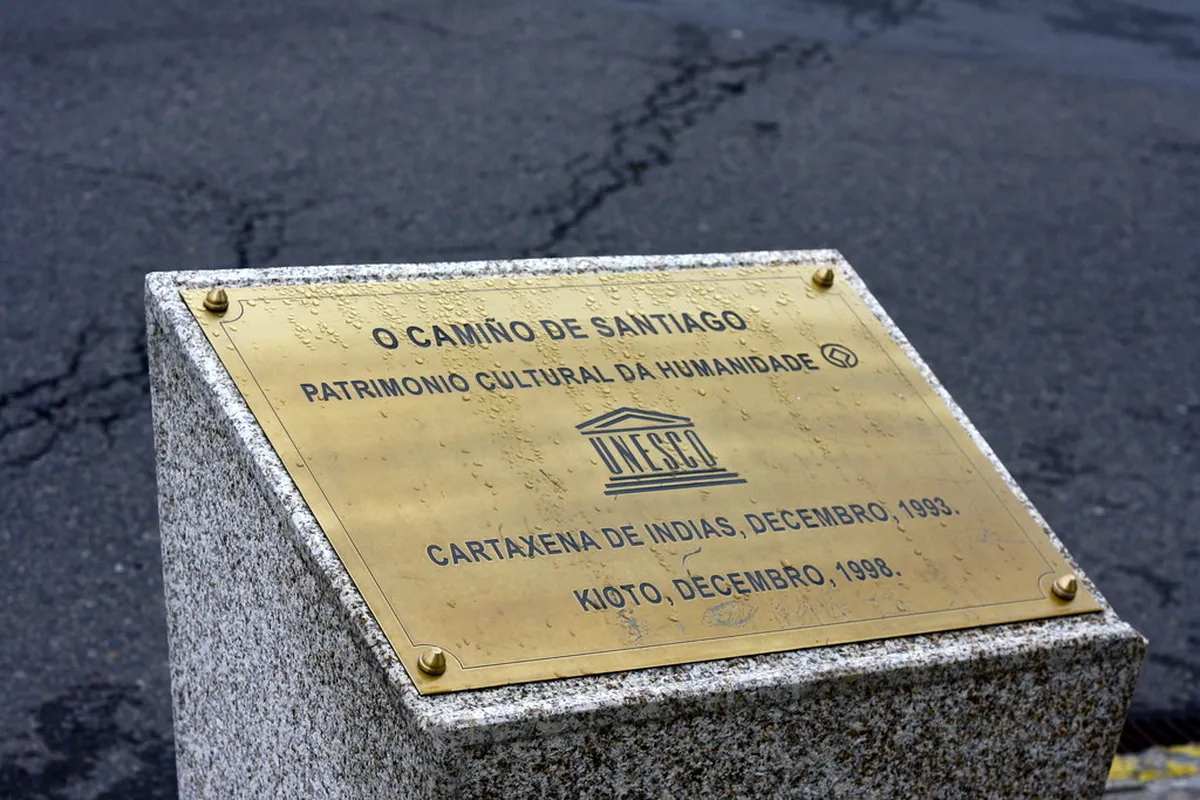 O CAMIÑO DE SANTIAGO
PATRIMONIO CULTURAL DA HUMANIDADE
UNESCO
CARTAXENA DE INDIAS, DECEMBRO, 1993.
KIOTO, DECEMBRO, 1998.